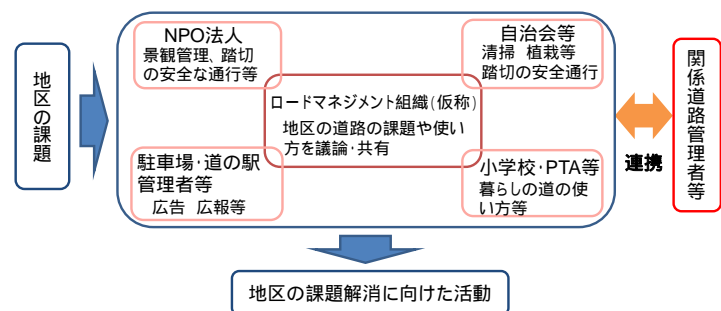 地区の課題
NPO法人
景観管理、踏切
の安全な通行等
自治会等
清掃 植栽等
踏切の安全通行
ロードマネジメント組織(仮称)
地区の道路の課題や使い
方を議論・共有
駐車場・道の駅
管理者等
広告 広報等
小学校・PTA等
暮らしの道の使
い方等
連携
関係道路管理者等
地区の課題解消に向けた活動